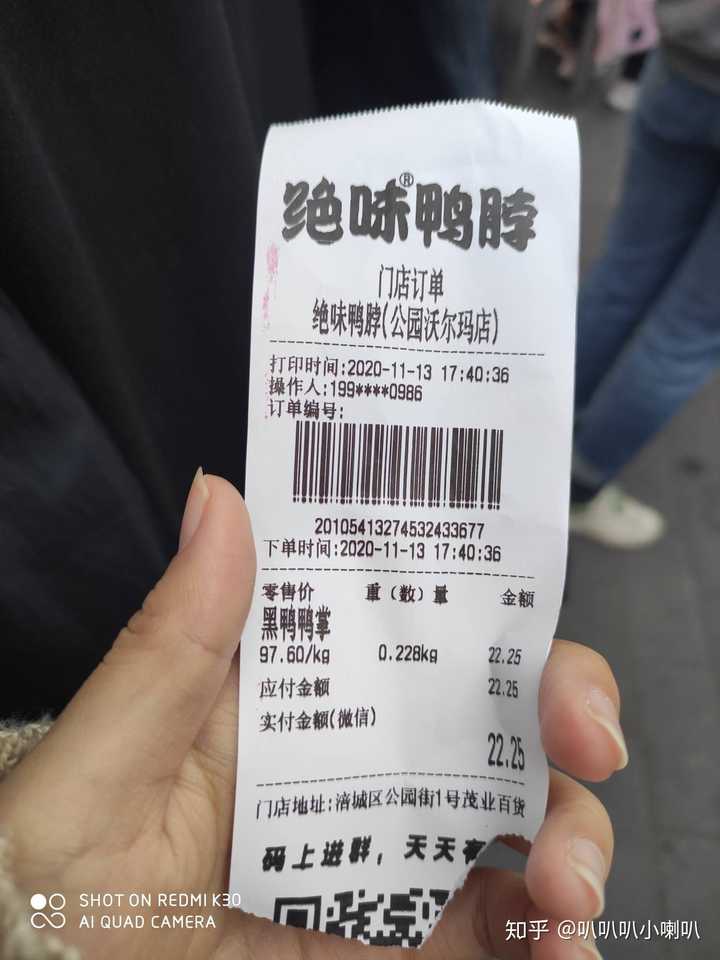 绝味鸭脖®
门店订单
绝味鸭脖(公园沃尔玛店)
打印时间:2020-11-13 17:40:36
操作人:199****0986
订单编号:
20105413274532433677
下单时间:2020-11-13 17:40:36
零售价 重（数）量 金额
黑鸭鸭掌
97.60/kg 0.228kg 22.25
应付金额 22.25
实付金额(微信)
22.25
门店地址:涪城区公园街1号茂业百货
码上进群，天天有
SHOT ON REDMI K30
AI QUAD CAMERA
知乎 @叭叭叭小喇叭